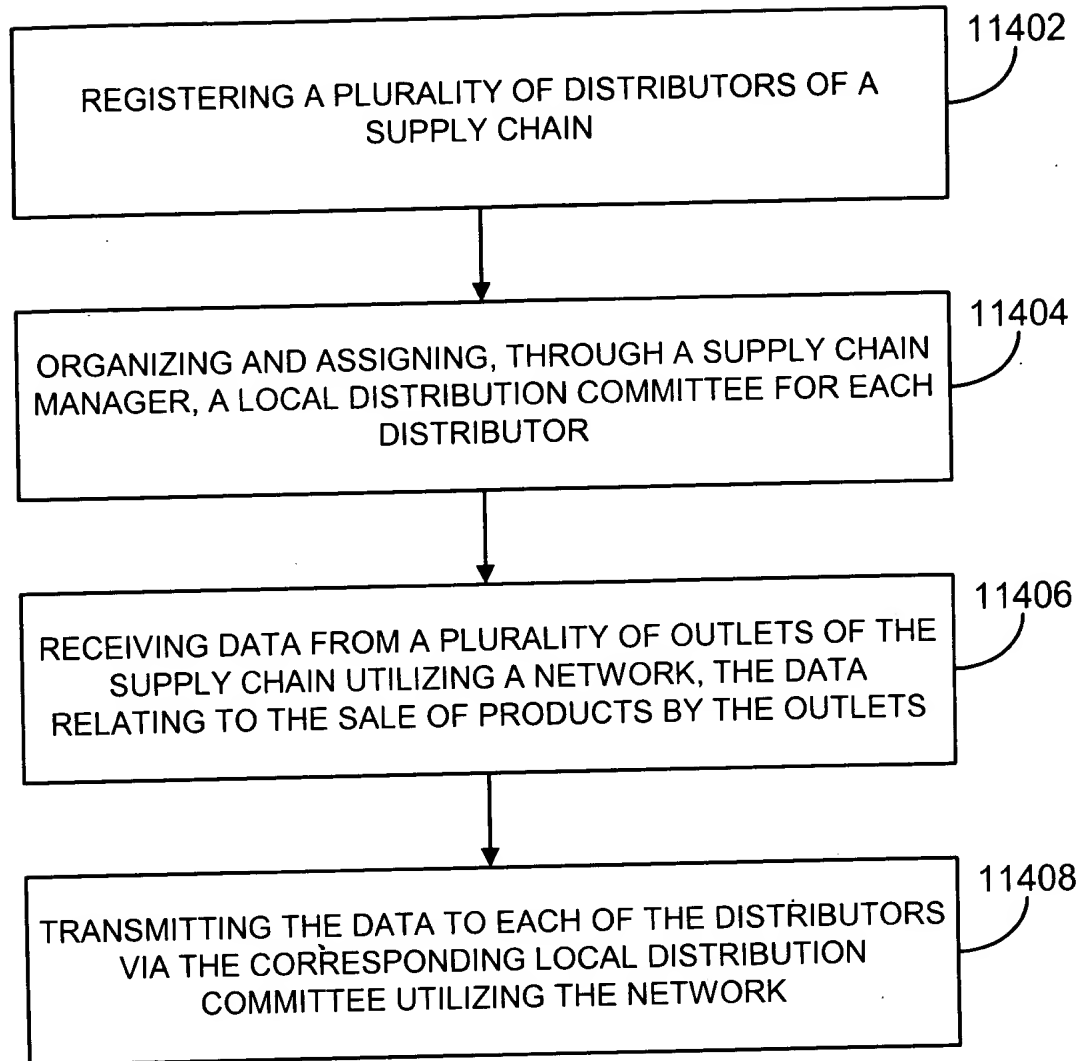 11402
REGISTERING A PLURALITY OF DISTRIBUTORS OF A
SUPPLY CHAIN
11404
ORGANIZING AND ASSIGNING, THROUGH A SUPPLY CHAIN
MANAGER, A LOCAL DISTRIBUTION COMMITTEE FOR EACH
DISTRIBUTOR
11406
RECEIVING DATA FROM A PLURALITY OF OUTLETS OF THE
SUPPLY CHAIN UTILIZING A NETWORK, THE DATA
RELATING TO THE SALE OF PRODUCTS BY THE OUTLETS
11408
TRANSMITTING THE DATA TO EACH OF THE DISTRIBUTORS
VIA THE CORRESPONDING LOCAL DISTRIBUTION
COMMITTEE UTILIZING THE NETWORK